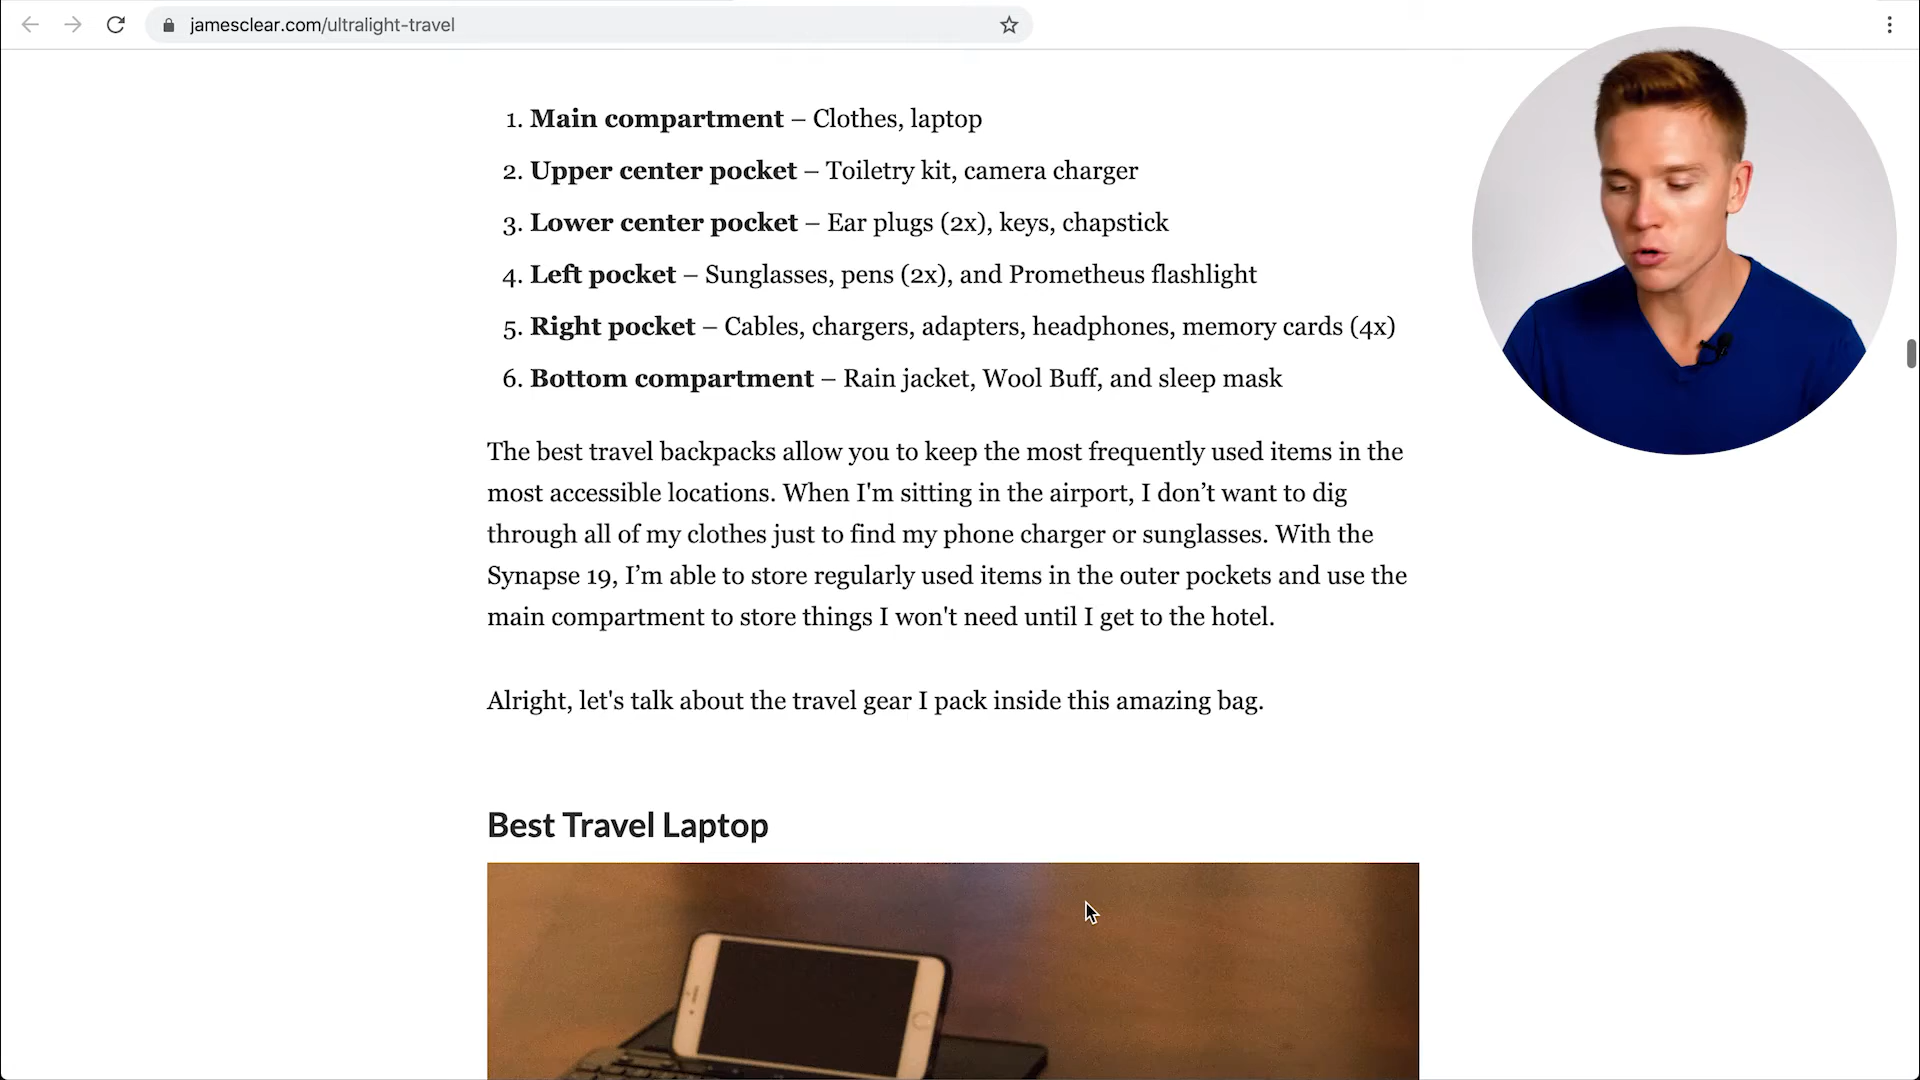 jamesclear.com/ultralight-travel
1. Main compartment – Clothes, laptop
2. Upper center pocket – Toiletry kit, camera charger
3. Lower center pocket – Ear plugs (2x), keys, chapstick
4. Left pocket – Sunglasses, pens (2x), and Prometheus flashlight
5. Right pocket – Cables, chargers, adapters, headphones, memory cards (4x)
6. Bottom compartment – Rain jacket, Wool Buff, and sleep mask
The best travel backpacks allow you to keep the most frequently used items in the
most accessible locations. When I'm sitting in the airport, I don’t want to dig
through all of my clothes just to find my phone charger or sunglasses. With the
Synapse 19, I’m able to store regularly used items in the outer pockets and use the
main compartment to store things I won't need until I get to the hotel.
Alright, let's talk about the travel gear I pack inside this amazing bag.
Best Travel Laptop